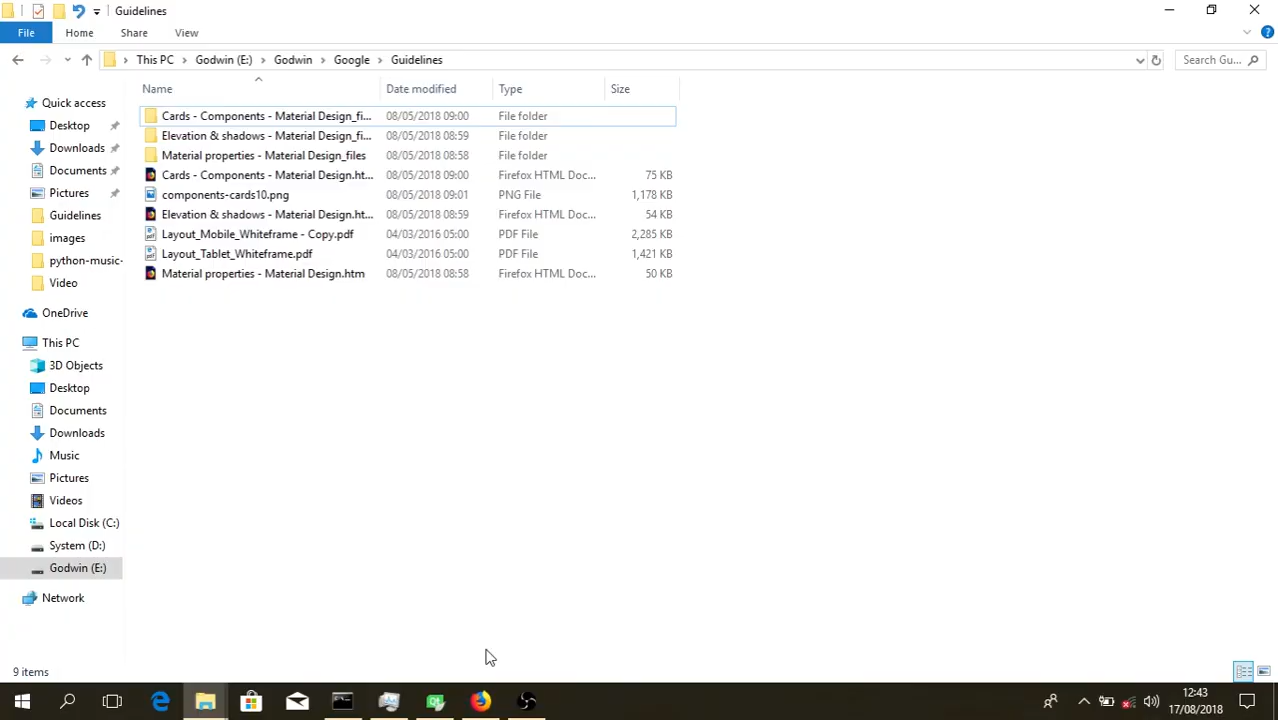 Guidelines
File Home Share View
This PC Godwin (E:) Godwin Google Guidelines
Search Gu...
Name Date modified Type Size
Quick access
Desktop
Downloads
Documents
Pictures
Guidelines
images
python-music-
Video
OneDrive
This PC
3D Objects
Desktop
Documents
Downloads
Music
Pictures
Videos
Local Disk (C:)
System (D:)
Godwin (E:)
Network
Cards - Components - Material Design_fi... 08/05/2018 09:00 File folder
Elevation & shadows - Material Design_fi... 08/05/2018 08:59 File folder
Material properties - Material Design_files 08/05/2018 08:58 File folder
Cards - Components - Material Design.ht... 08/05/2018 09:00 Firefox HTML Doc... 75 KB
components-cards10.png 08/05/2018 09:01 PNG File 1,178 KB
Elevation & shadows - Material Design.ht... 08/05/2018 08:59 Firefox HTML Doc... 54 KB
Layout_Mobile_Whiteframe - Copy.pdf 04/03/2016 05:00 PDF File 2,285 KB
Layout_Tablet_Whiteframe.pdf 04/03/2016 05:00 PDF File 1,421 KB
Material properties - Material Design.htm 08/05/2018 08:58 Firefox HTML Doc... 50 KB
9 items
12:43
17/08/2018